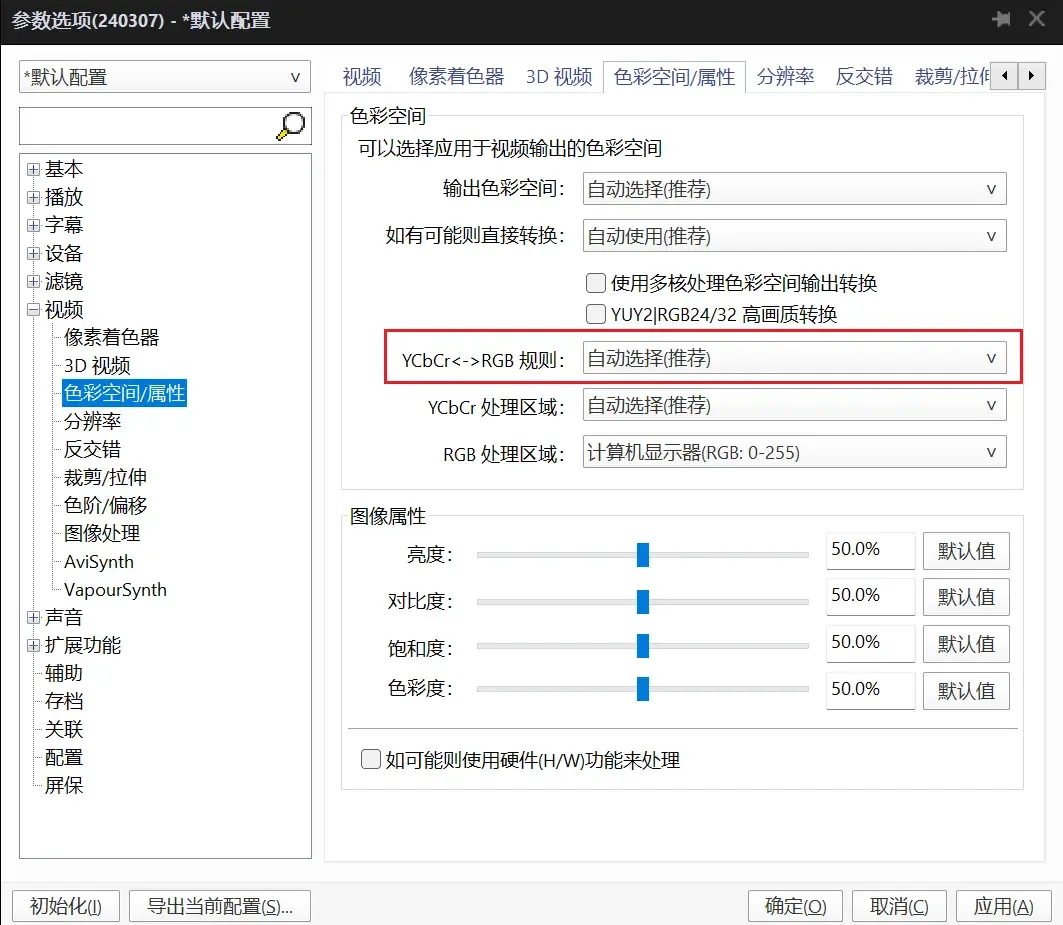 参数选项(240307) - *默认配置
*默认配置
基本
播放
字幕
设备
滤镜
视频
像素着色器
3D 视频
色彩空间/属性
分辨率
反交错
裁剪/拉伸
色阶/偏移
图像处理
AviSynth
VapourSynth
声音
扩展功能
辅助
存档
关联
配置
屏保
视频 像素着色器 3D 视频 色彩空间/属性 分辨率 反交错 裁剪/拉伸
色彩空间
可以选择应用于视频输出的色彩空间
输出色彩空间: 自动选择(推荐)
如有可能则直接转换: 自动使用(推荐)
使用多核处理色彩空间输出转换
YUY2|RGB24/32 高画质转换
YCbCr<->RGB 规则: 自动选择(推荐)
YCbCr 处理区域: 自动选择(推荐)
RGB 处理区域: 计算机显示器(RGB: 0-255)
图像属性
亮度: 50.0% 默认值
对比度: 50.0% 默认值
饱和度: 50.0% 默认值
色彩度: 50.0% 默认值
如可能则使用硬件(H/W)功能来处理
初始化(I) 导出当前配置(S)... 确定(O) 取消(C) 应用(A)